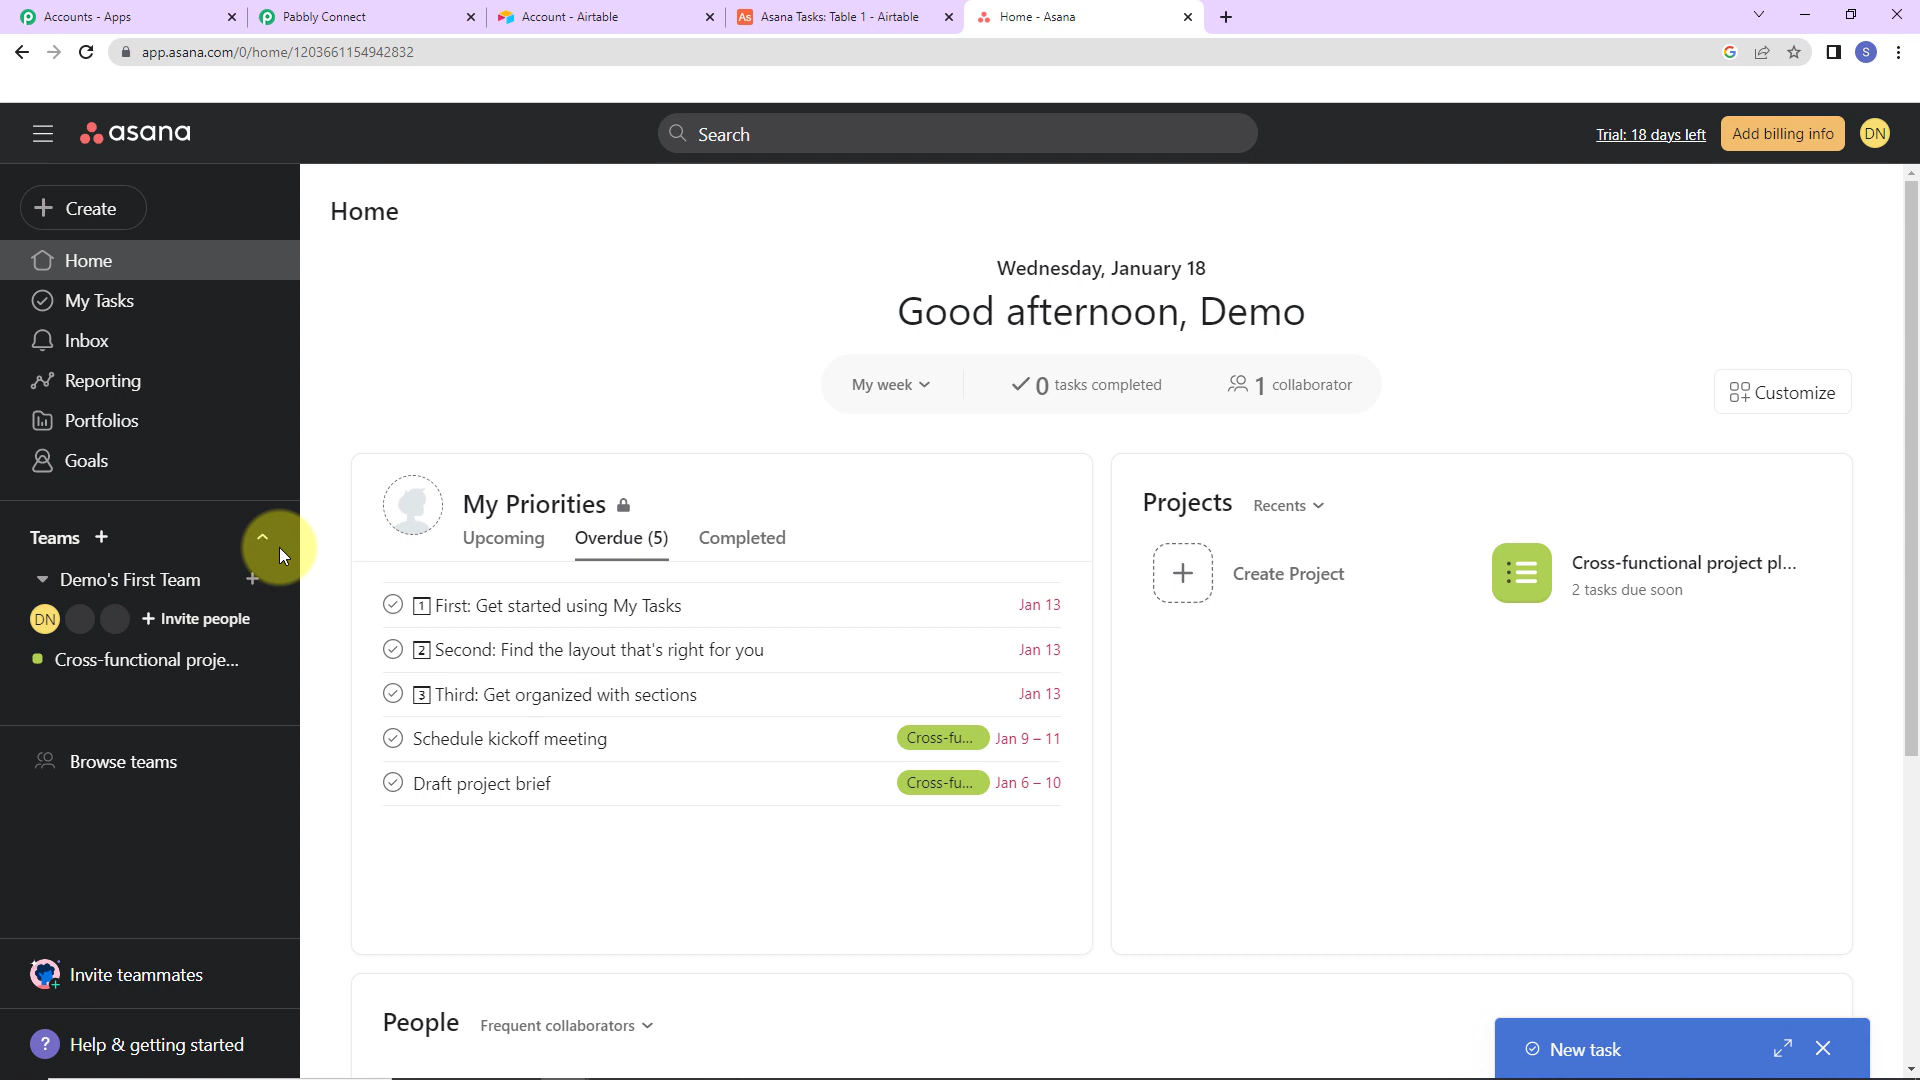 Accounts - Apps
Pabbly Connect
Account - Airtable
As Asana Tasks: Table 1 - Airtable
Home - Asana
app.asana.com/0/home/1203661154942832
G
S
asana
Search
Trial: 18 days left
Add billing info
DN
Create
Home
My Tasks
Inbox
Reporting
Portfolios
Goals
Teams +
Demo's First Team +
DN + Invite people
Cross-functional proje...
Browse teams
Invite teammates
? Help & getting started
Home
Wednesday, January 18
Good afternoon, Demo
My week
0 tasks completed
1 collaborator
Customize
My Priorities
Upcoming
Overdue (5)
Completed
1 First: Get started using My Tasks
Jan 13
2 Second: Find the layout that's right for you
Jan 13
3 Third: Get organized with sections
Jan 13
Schedule kickoff meeting
Cross-fu...
Jan 9 – 11
Draft project brief
Cross-fu...
Jan 6 – 10
Projects Recents
Create Project
Cross-functional project pl...
2 tasks due soon
People Frequent collaborators
New task